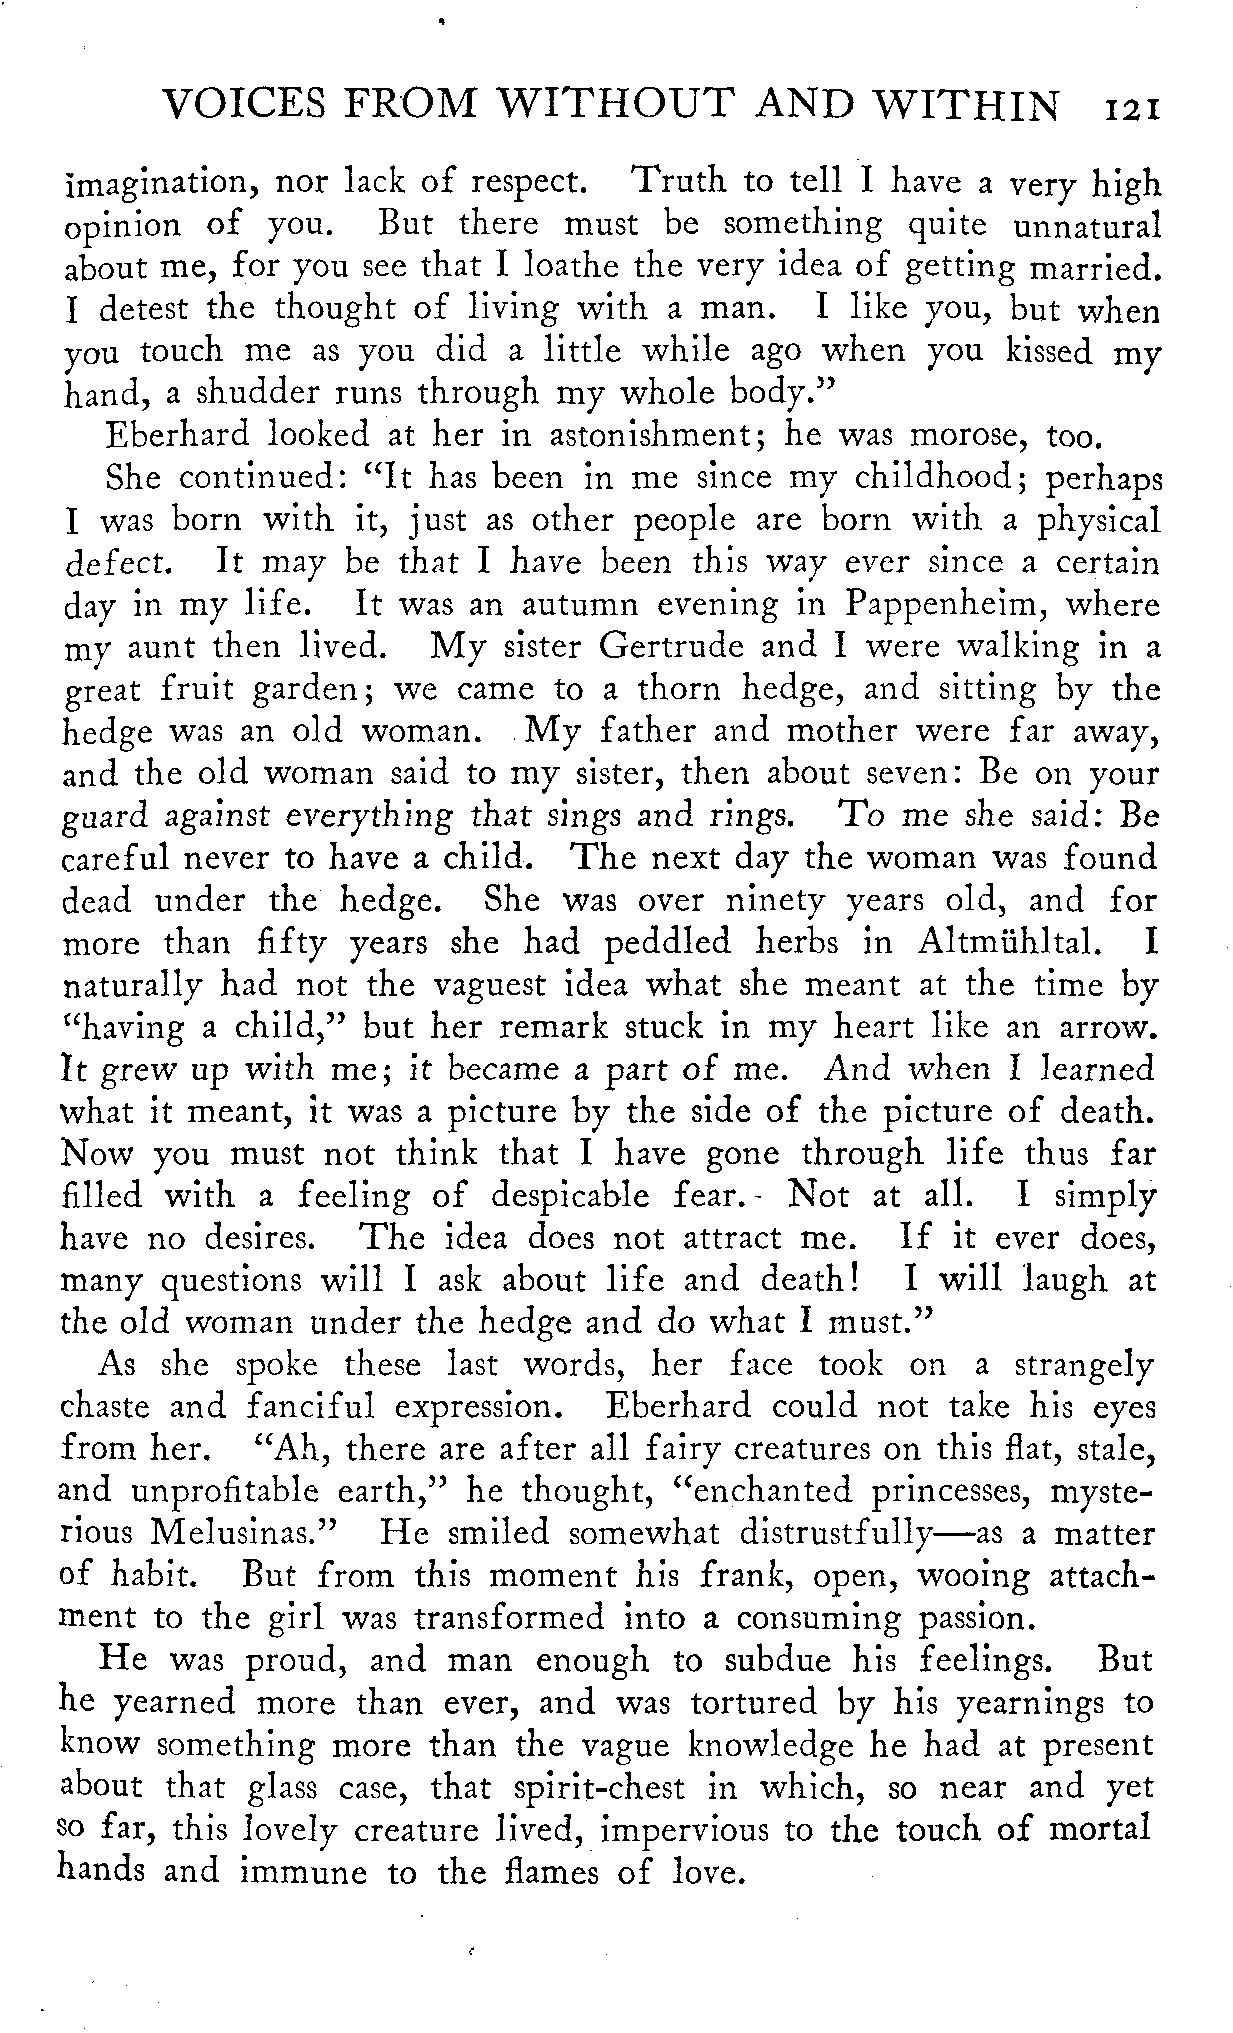 VOICES FROM WITHOUT AND WITHIN 121
imagination, nor lack of respect. Truth to tell I have a very high
opinion of you. But there must be something quite unnatural
about me, for you see that I loathe the very idea of getting married.
I detest the thought of living with a man. I like you, but when
you touch me as you did a little while ago when you kissed my
hand, a shudder runs through my whole body."
Eberhard looked at her in astonishment; he was morose, too.
She continued: "It has been in me since my childhood; perhaps
I was born with it, just as other people are born with a physical
defect. It may be that I have been this way ever since a certain
day in my life. It was an autumn evening in Pappenheim, where
my aunt then lived. My sister Gertrude and I were walking in a
great fruit garden; we came to a thorn hedge, and sitting by the
hedge was an old woman. My father and mother were far away,
and the old woman said to my sister, then about seven: Be on your
guard against everything that sings and rings. To me she said: Be
careful never to have a child. The next day the woman was found
dead under the hedge. She was over ninety years old, and for
more than fifty years she had peddled herbs in Altmühltal. I
naturally had not the vaguest idea what she meant at the time by
"having a child," but her remark stuck in my heart like an arrow.
It grew up with me; it became a part of me. And when I learned
what it meant, it was a picture by the side of the picture of death.
Now you must not think that I have gone through life thus far
filled with a feeling of despicable fear. Not at all. I simply
have no desires. The idea does not attract me. If it ever does,
many questions will I ask about life and death! I will laugh at
the old woman under the hedge and do what I must."
As she spoke these last words, her face took on a strangely
chaste and fanciful expression. Eberhard could not take his eyes
from her. "Ah, there are after all fairy creatures on this flat, stale,
and unprofitable earth," he thought, "enchanted princesses, myste-
rious Melusinas." He smiled somewhat distrustfully—as a matter
of habit. But from this moment his frank, open, wooing attach-
ment to the girl was transformed into a consuming passion.
He was proud, and man enough to subdue his feelings. But
he yearned more than ever, and was tortured by his yearnings to
know something more than the vague knowledge he had at present
about that glass case, that spirit-chest in which, so near and yet
so far, this lovely creature lived, impervious to the touch of mortal
hands and immune to the flames of love.